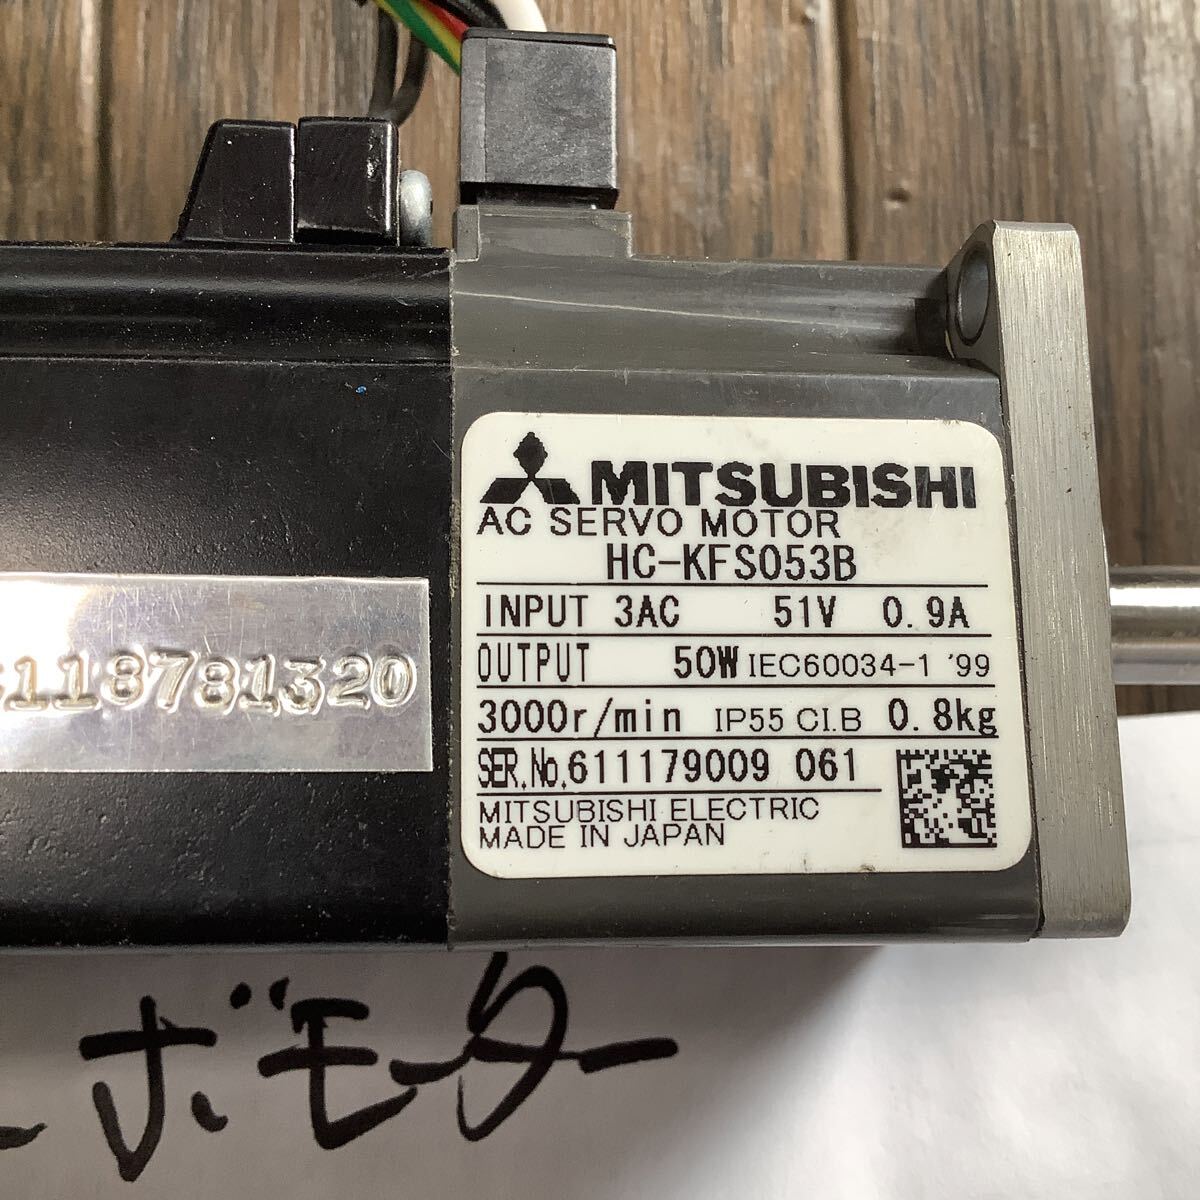 MITSUBISHI
AC SERVO MOTOR
HC-KFS053B
INPUT 3AC 51V 0.9A
OUTPUT 50W IEC60034-1 '99
3000r/min IP55 CI.B 0.8kg
SER.No.611179009 061
MITSUBISHI ELECTRIC
MADE IN JAPAN
118781320
ーボモーター